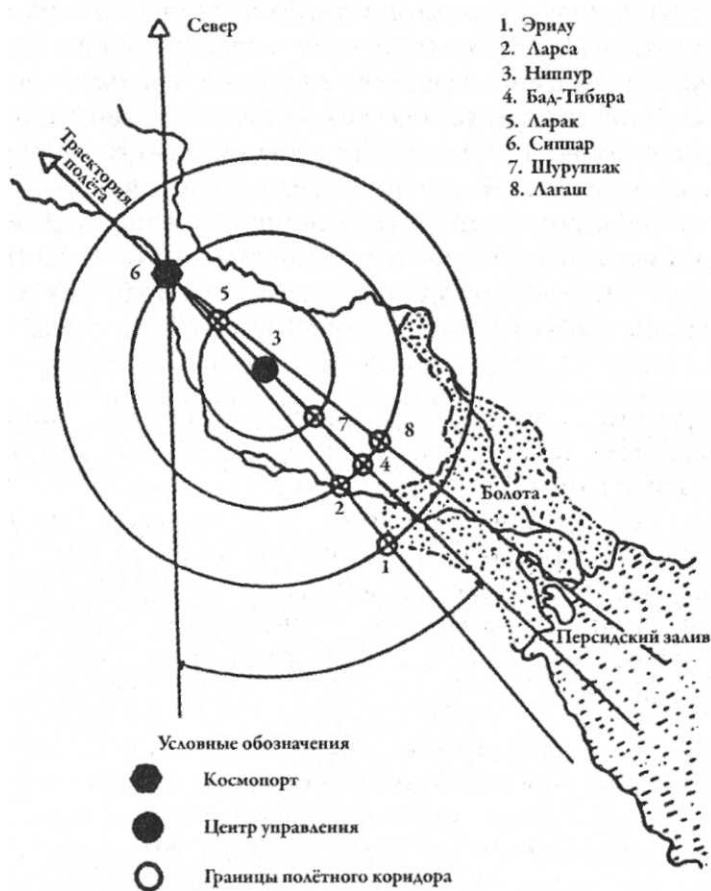 Север
1. Эриду
2. Ларса
3. Ниппур
4. Бад-Тибира
5. Ларак
6. Сиппар
7. Шуруппак
8. Лагаш
Траектория
полёта
6
5
3
7
8
4
2
1
Болота
Персидский залив
Условные обозначения
Космопорт
Центр управления
Границы полётного коридора